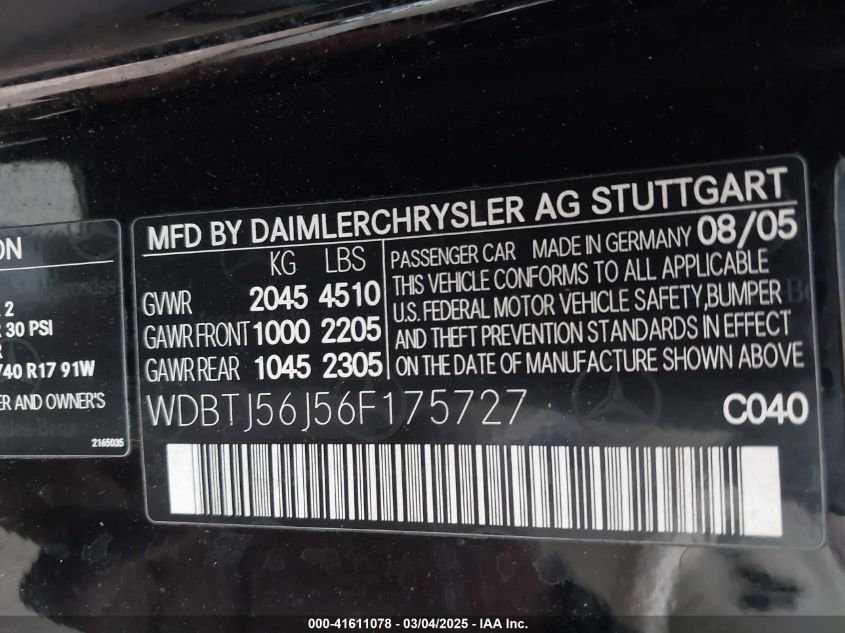 MFD BY DAIMLERCHRYSLER AG STUTTGART
KG LBS
GVWR 2045 4510
GAWR FRONT 1000 2205
GAWR REAR 1045 2305
08/05
PASSENGER CAR MADE IN GERMANY
THIS VEHICLE CONFORMS TO ALL APPLICABLE
U.S. FEDERAL MOTOR VEHICLE SAFETY, BUMPER
AND THEFT PREVENTION STANDARDS IN EFFECT
ON THE DATE OF MANUFACTURE SHOWN ABOVE
WDBTJ56J56F175727
C040
ON
2
30 PSI
/40 R17 91W
ER AND OWNER'S
2165035
000-41611078 - 03/04/2025 - IAA Inc.